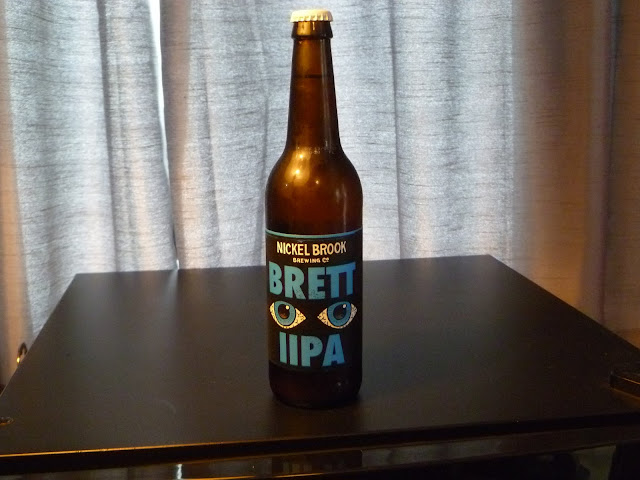 NICKEL BROOK
BREWING Co
BRETT
IIPA